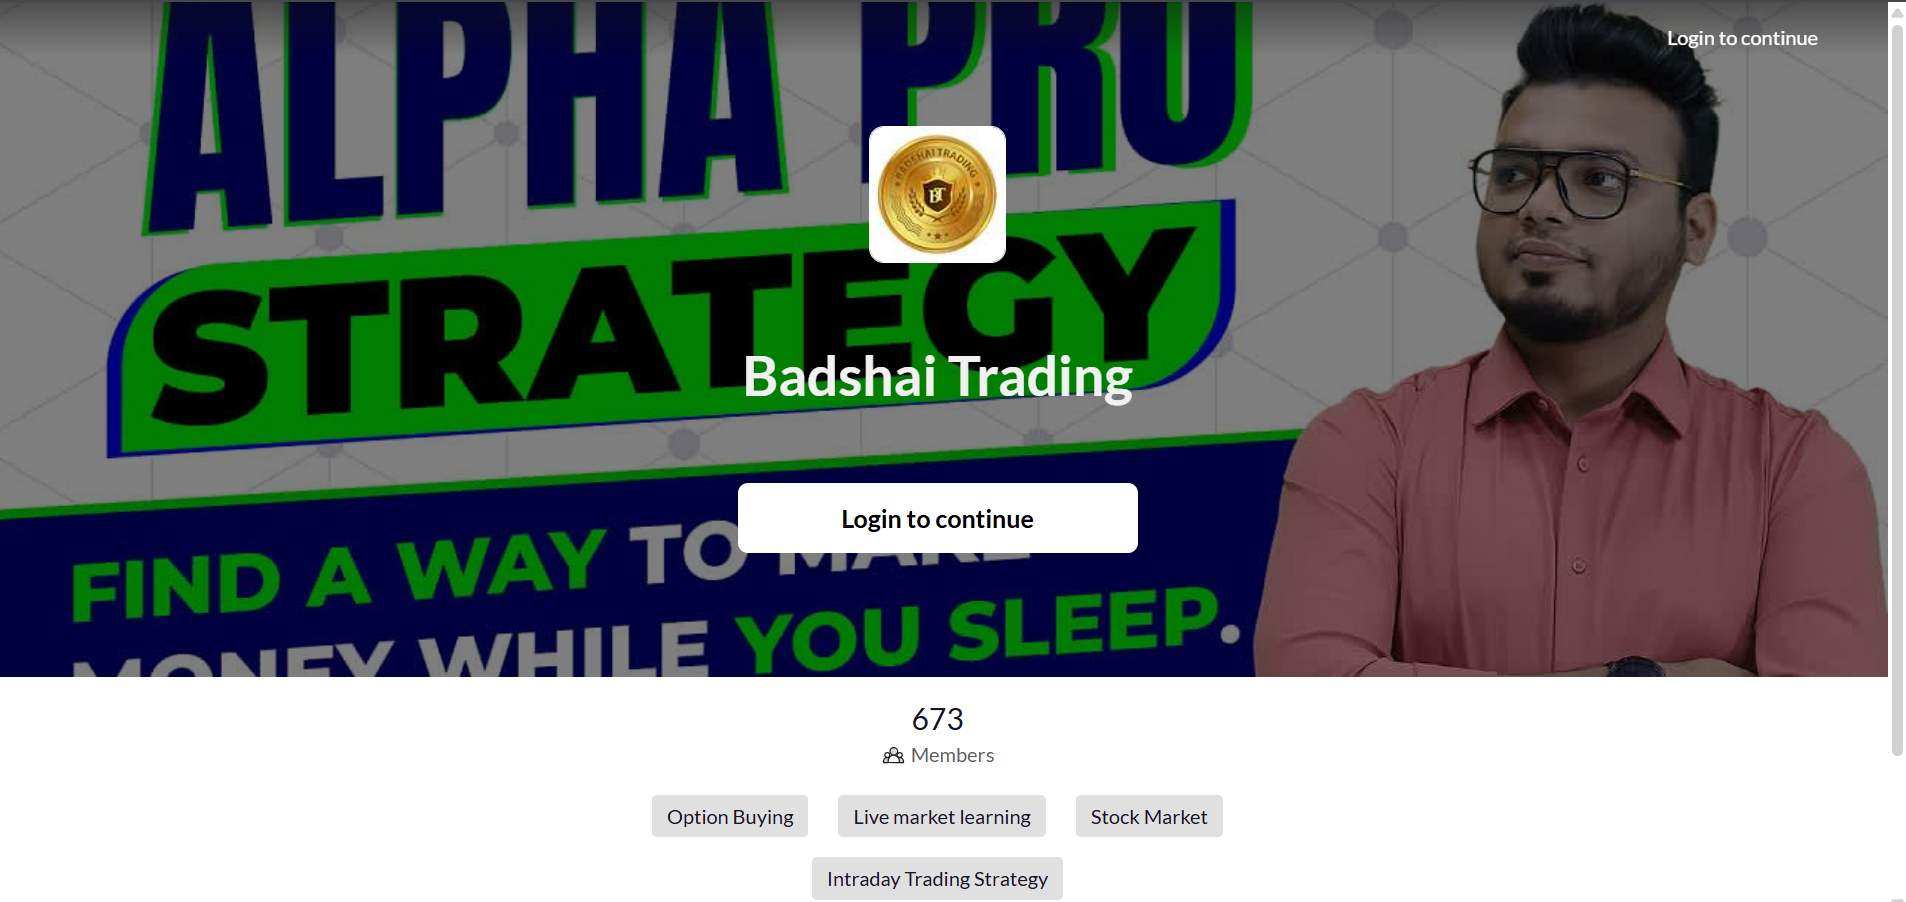 ALPHA PRO
Login to continue
BADSHAI TRADING
BT
STRATEGY
Badshai Trading
Login to continue
FIND A WAY TO MAKE
MONEY WHILE YOU SLEEP.
673
Members
Option Buying
Live market learning
Stock Market
Intraday Trading Strategy